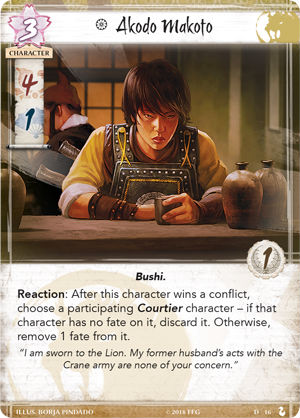 3
Akodo Makoto
CHARACTER
4
1
1
Bushi.
Reaction: After this character wins a conflict,
choose a participating Courtier character – if that
character has no fate on it, discard it. Otherwise,
remove 1 fate from it.
“I am sworn to the Lion. My former husband’s acts with the
Crane army are none of your concern.”
ILLUS. BORJA PINDADO
© 2018 FFG
D 16